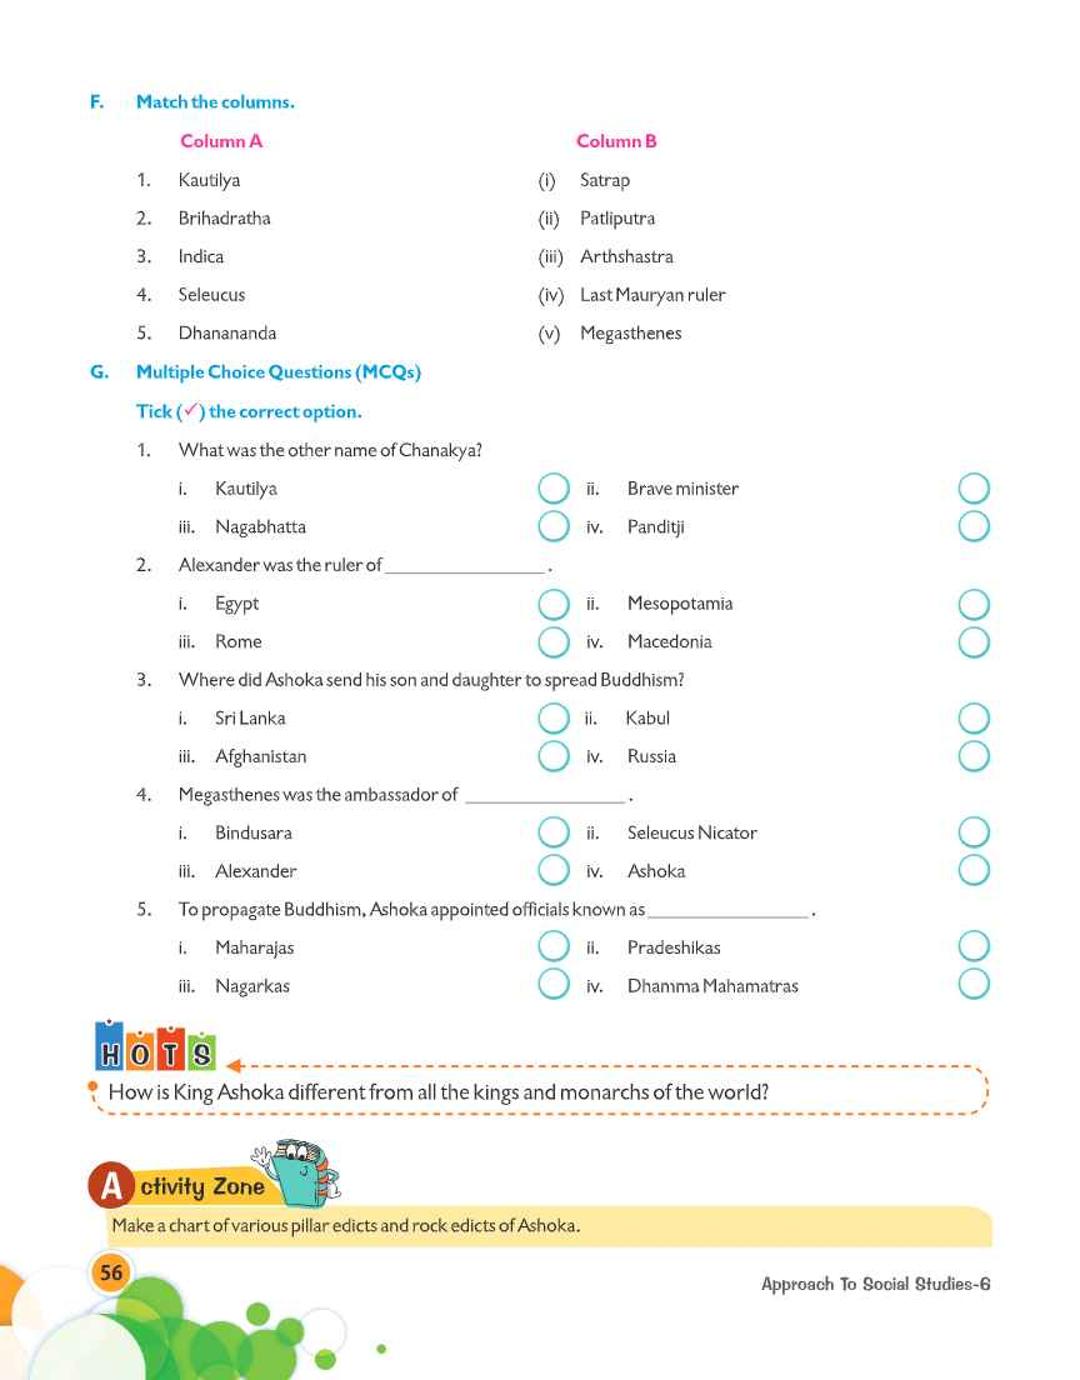 F. Match the columns.
Column A Column B
1. Kautilya (i) Satrap
2. Brihadratha (ii) Patliputra
3. Indica (iii) Arthshastra
4. Seleucus (iv) Last Mauryan ruler
5. Dhanananda (v) Megasthenes
G. Multiple Choice Questions (MCQs)
Tick (✓) the correct option.
1. What was the other name of Chanakya?
i. Kautilya ii. Brave minister
iii. Nagabhatta iv. Panditji
2. Alexander was the ruler of ________________ .
i. Egypt ii. Mesopotamia
iii. Rome iv. Macedonia
3. Where did Ashoka send his son and daughter to spread Buddhism?
i. Sri Lanka ii. Kabul
iii. Afghanistan iv. Russia
4. Megasthenes was the ambassador of ________________ .
i. Bindusara ii. Seleucus Nicator
iii. Alexander iv. Ashoka
5. To propagate Buddhism, Ashoka appointed officials known as ________________ .
i. Maharajas ii. Pradeshikas
iii. Nagarkas iv. Dhamma Mahamatras
HOTS
How is King Ashoka different from all the kings and monarchs of the world?
Activity Zone
Make a chart of various pillar edicts and rock edicts of Ashoka.
56
Approach To Social Studies-6